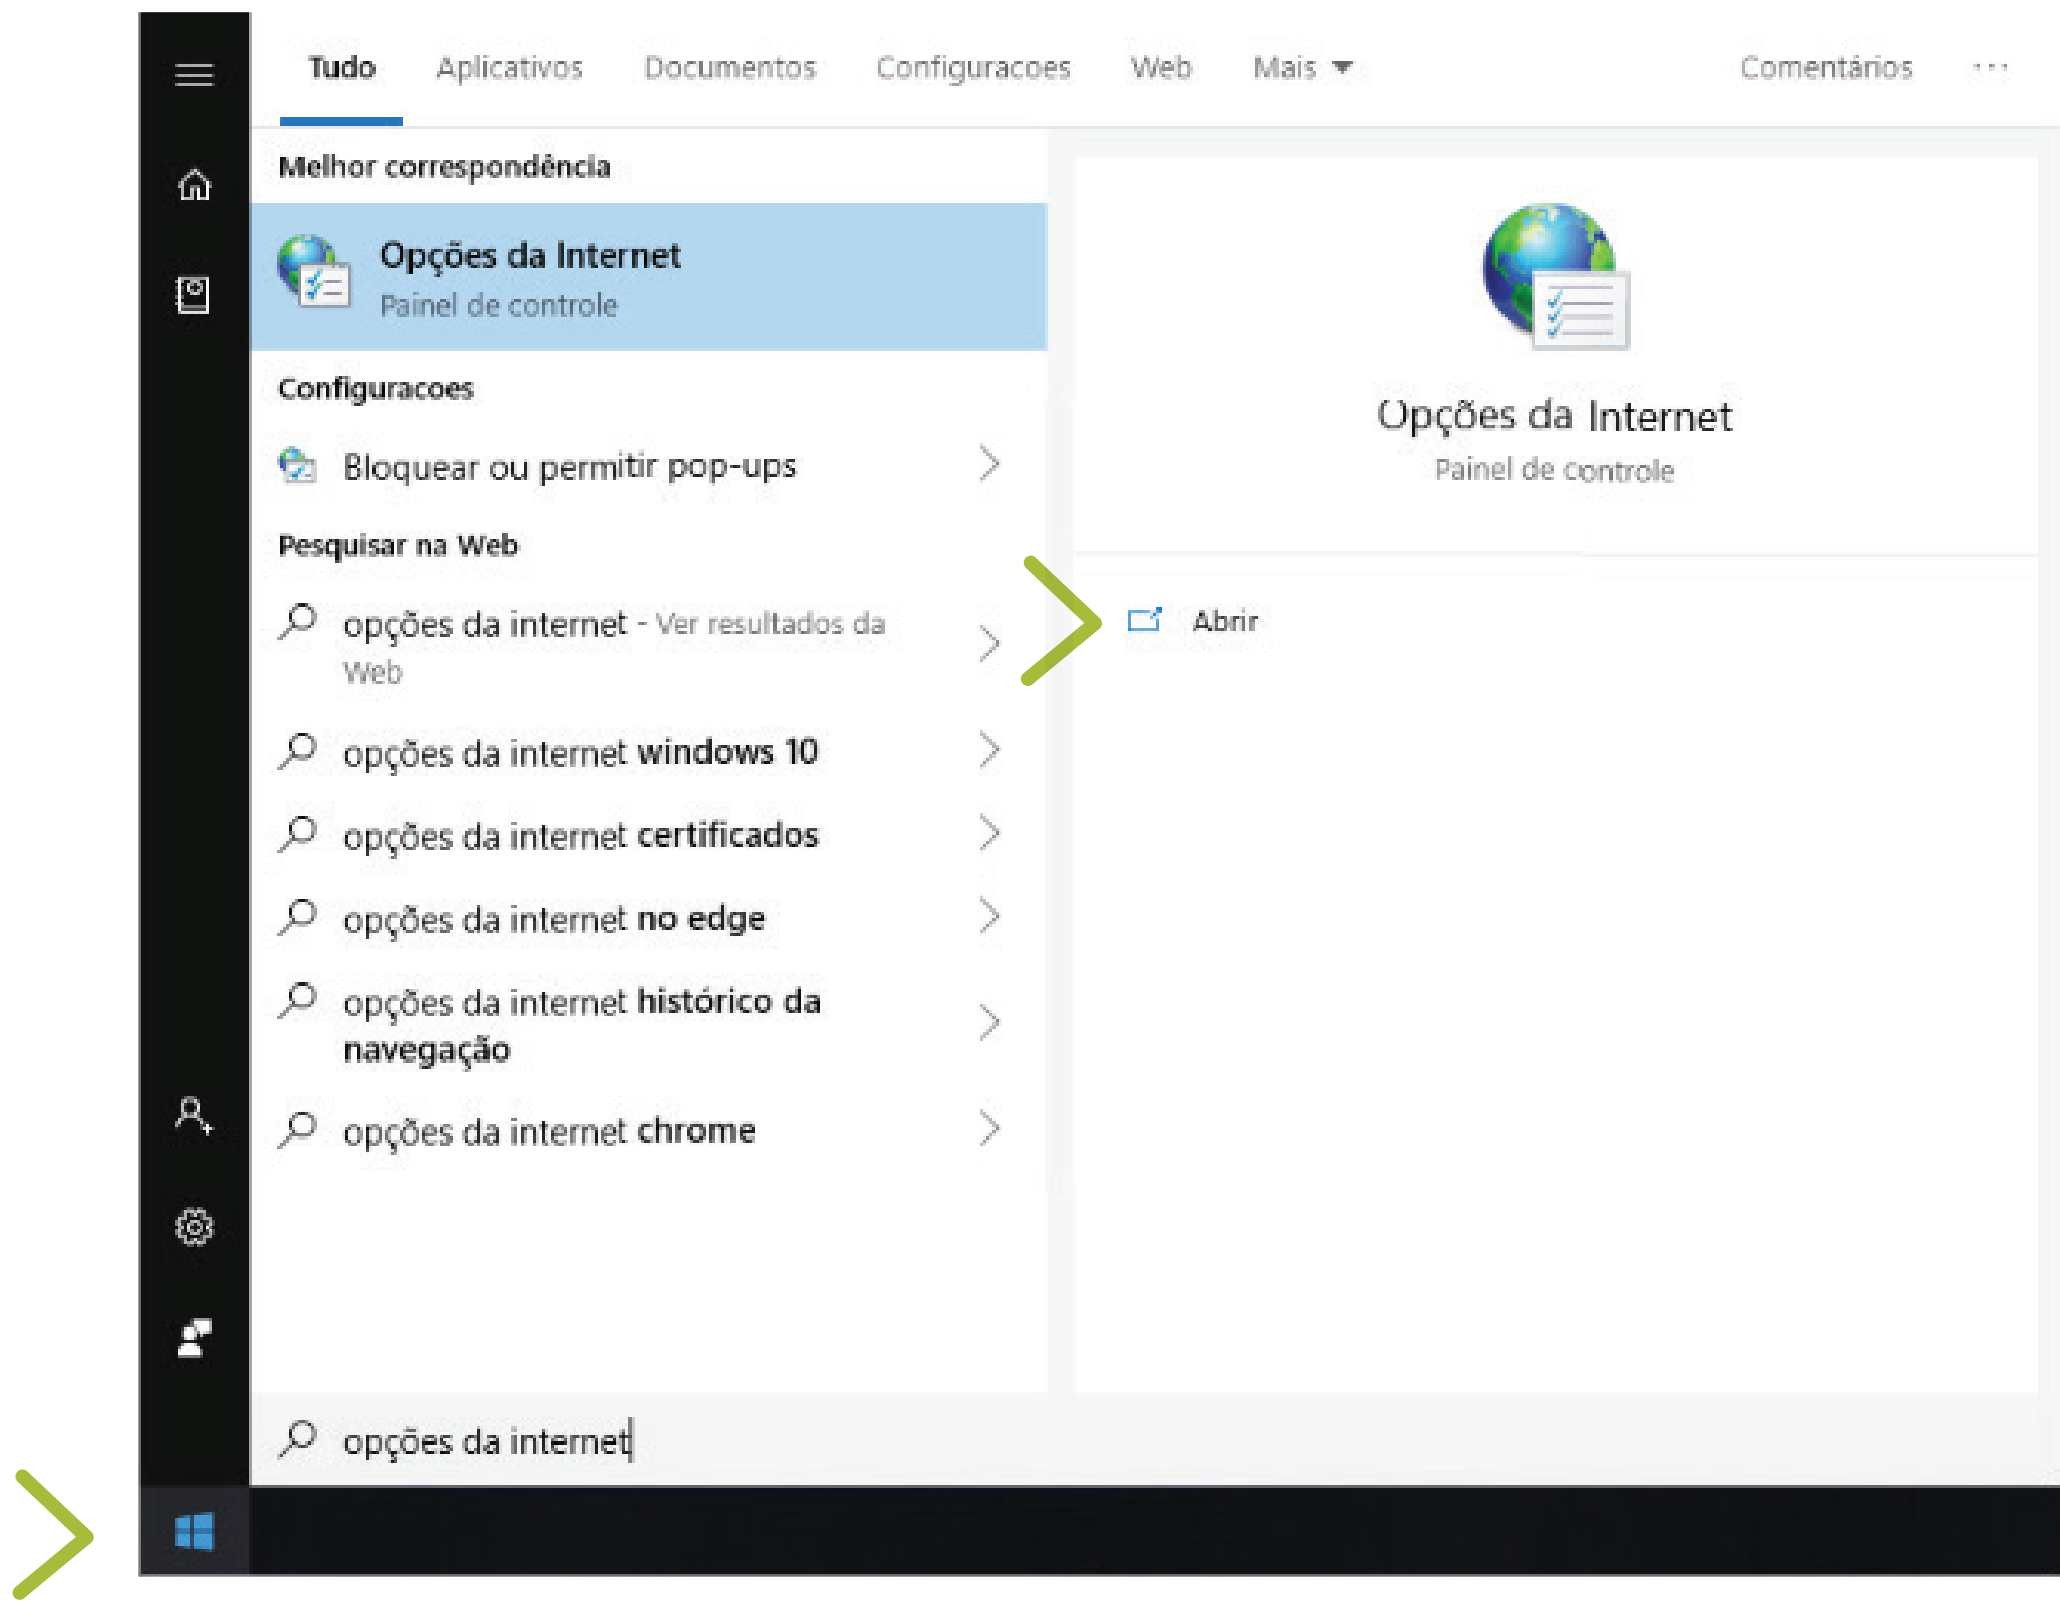 Tudo Aplicativos Documentos Configuracoes Web Mais Comentários ...
Melhor correspondência
Opções da Internet
Painel de controle
Configuracoes
Bloquear ou permitir pop-ups
Pesquisar na Web
opções da internet - Ver resultados da
Web
opções da internet windows 10
opções da internet certificados
opções da internet no edge
opções da internet histórico da
navegação
opções da internet chrome
opções da internet
Opções da Internet
Painel de controle
Abrir